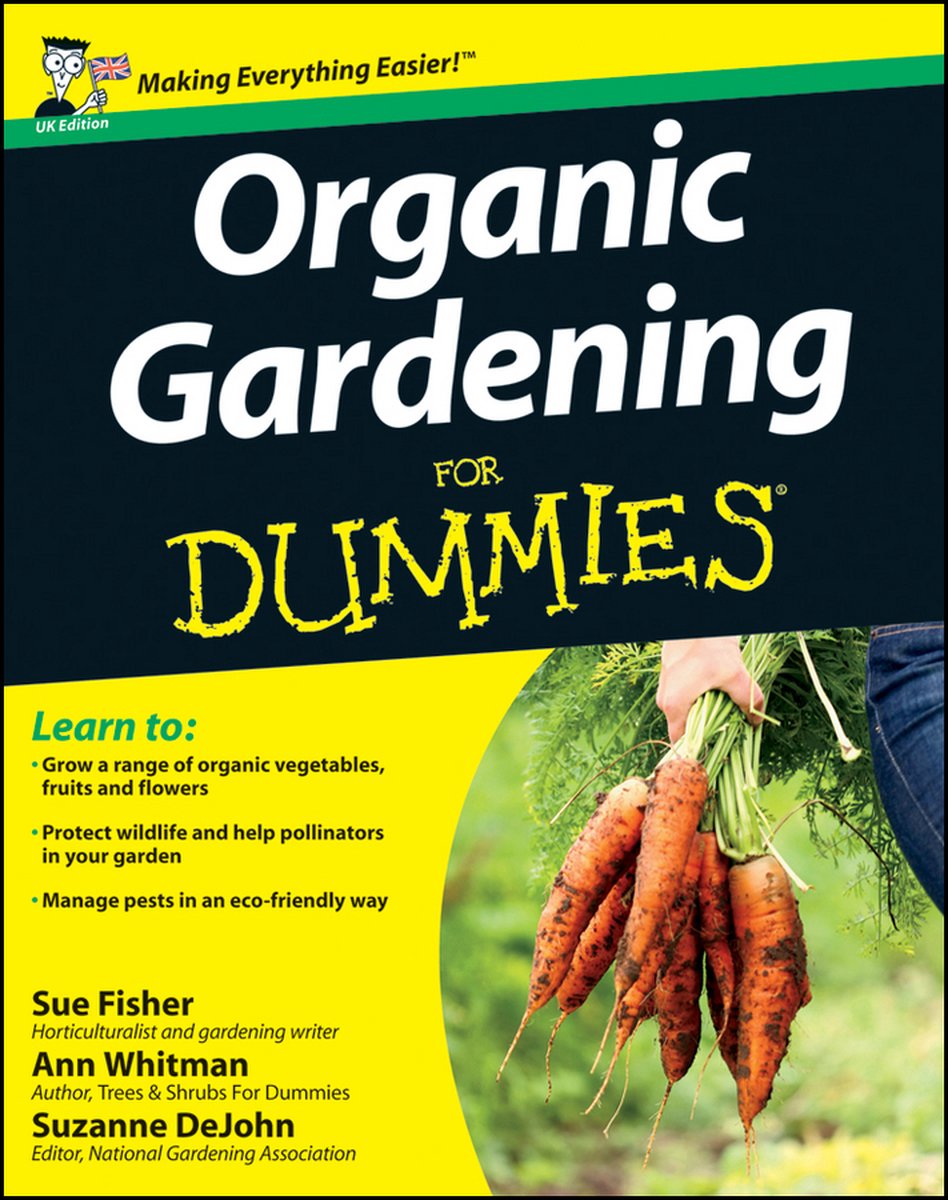 Making Everything Easier!™
UK Edition
Organic
Gardening
FOR
DUMMIES®
Learn to:
• Grow a range of organic vegetables,
fruits and flowers
• Protect wildlife and help pollinators
in your garden
• Manage pests in an eco-friendly way
Sue Fisher
Horticulturalist and gardening writer
Ann Whitman
Author, Trees & Shrubs For Dummies
Suzanne DeJohn
Editor, National Gardening Association